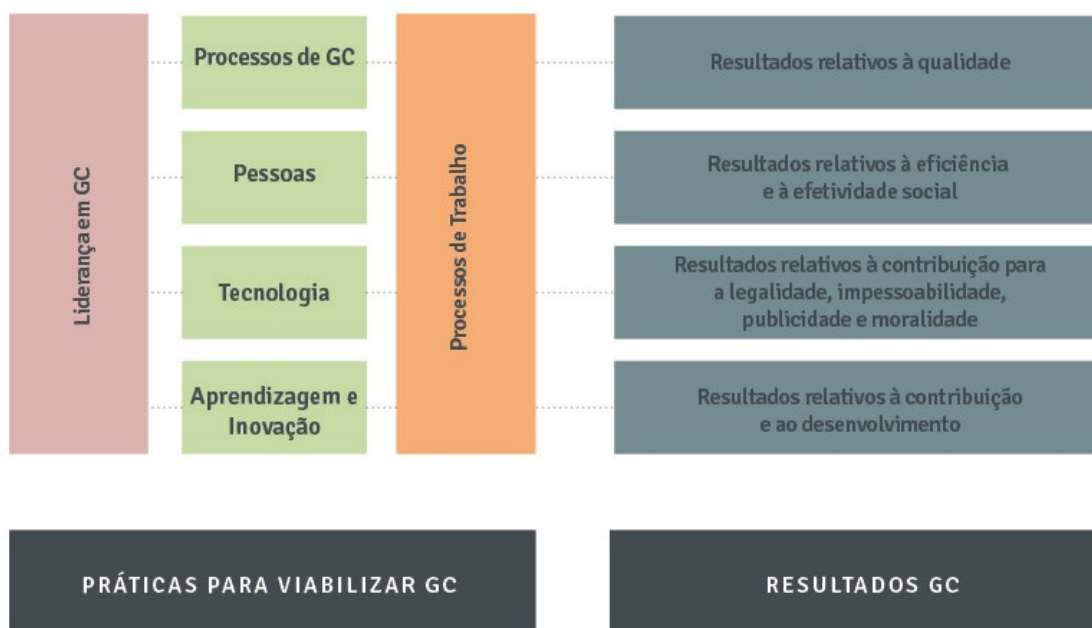 Liderança em GC
Processos de GC
Pessoas
Tecnologia
Aprendizagem e
Inovação
Processos de Trabalho
Resultados relativos à qualidade
Resultados relativos à eficiência
e à efetividade social
Resultados relativos à contribuição para
a legalidade, impessoabilidade,
publicidade e moralidade
Resultados relativos à contribuição
e ao desenvolvimento
PRÁTICAS PARA VIABILIZAR GC
RESULTADOS GC